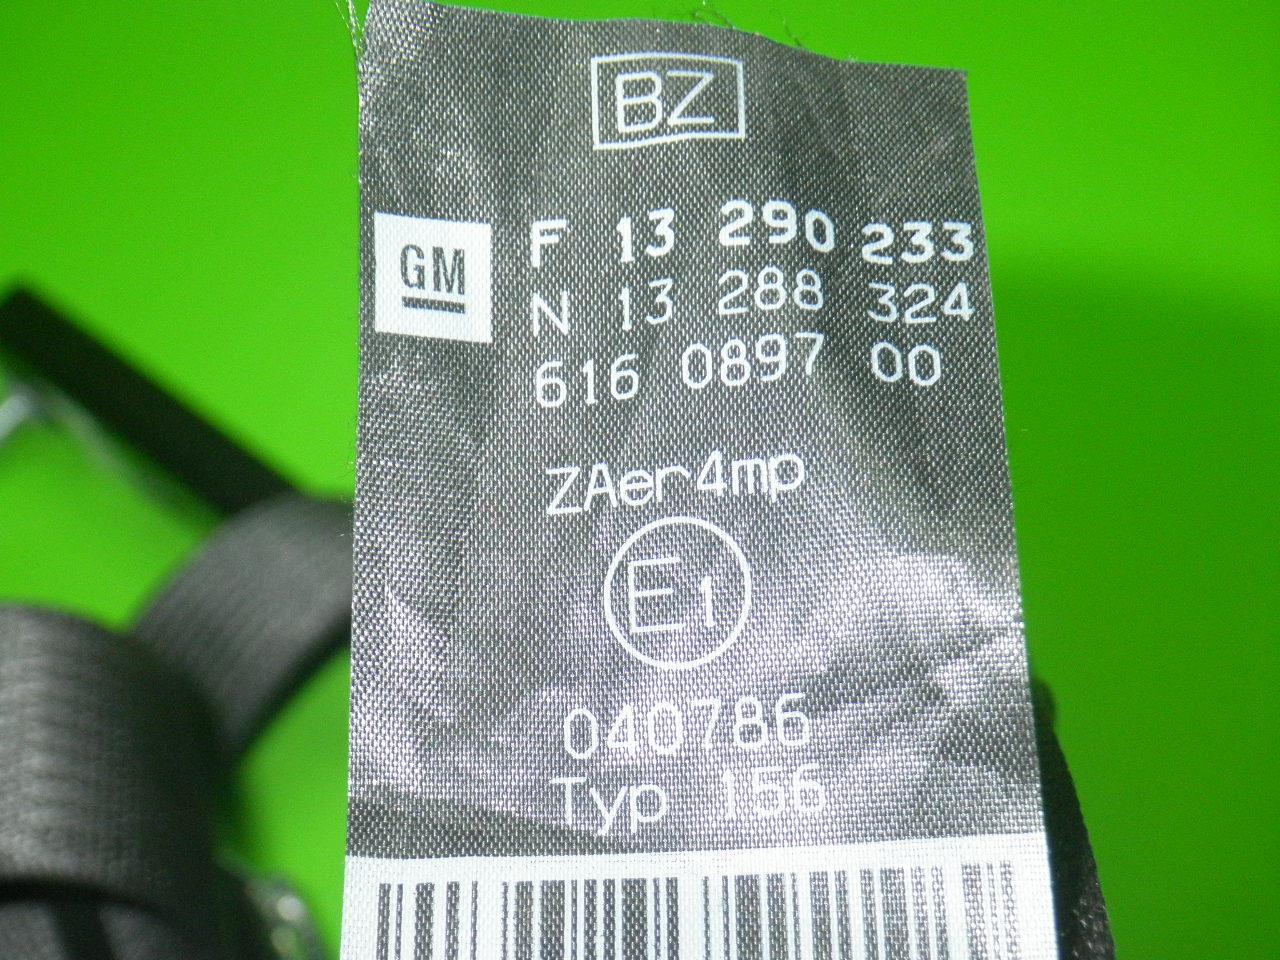 BZ
GM
F 13 290 233
N 13 288 324
616 0897 00
ZAer4mp
E1
040786
Typ 156